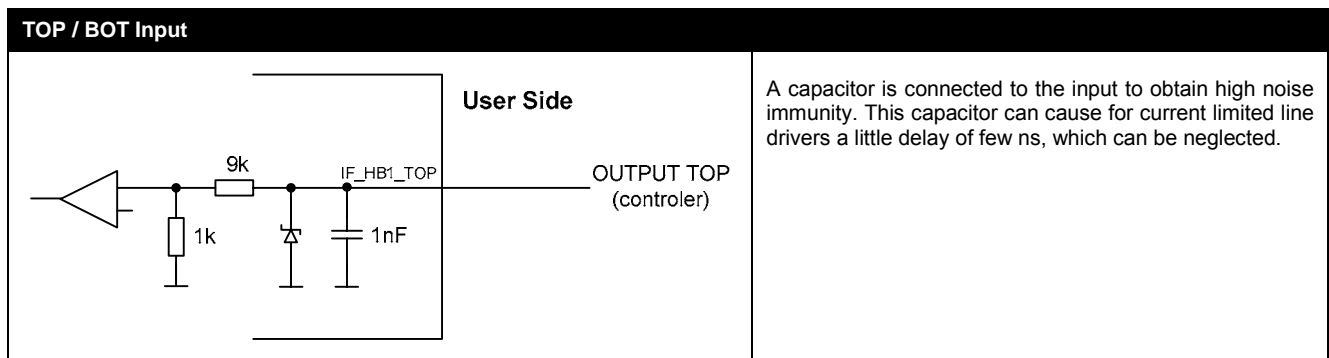 TOP / BOT Input
User Side
9k
IF_HB1_TOP
OUTPUT TOP
(controler)
1k
1nF
A capacitor is connected to the input to obtain high noise
immunity. This capacitor can cause for current limited line
drivers a little delay of few ns, which can be neglected.